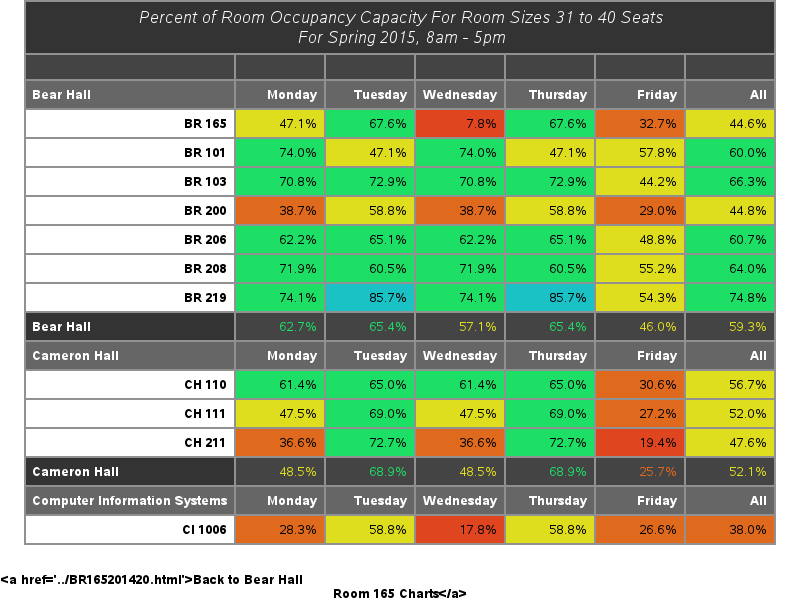 Percent of Room Occupancy Capacity For Room Sizes 31 to 40 Seats
For Spring 2015, 8am - 5pm
Bear Hall Monday Tuesday Wednesday Thursday Friday All
BR 165 47.1% 67.6% 7.8% 67.6% 32.7% 44.6%
BR 101 74.0% 47.1% 74.0% 47.1% 57.8% 60.0%
BR 103 70.8% 72.9% 70.8% 72.9% 44.2% 66.3%
BR 200 38.7% 58.8% 38.7% 58.8% 29.0% 44.8%
BR 206 62.2% 65.1% 62.2% 65.1% 48.8% 60.7%
BR 208 71.9% 60.5% 71.9% 60.5% 55.2% 64.0%
BR 219 74.1% 85.7% 74.1% 85.7% 54.3% 74.8%
Bear Hall 62.7% 65.4% 57.1% 65.4% 46.0% 59.3%
Cameron Hall Monday Tuesday Wednesday Thursday Friday All
CH 110 61.4% 65.0% 61.4% 65.0% 30.6% 56.7%
CH 111 47.5% 69.0% 47.5% 69.0% 27.2% 52.0%
CH 211 36.6% 72.7% 36.6% 72.7% 19.4% 47.6%
Cameron Hall 48.5% 68.9% 48.5% 68.9% 25.7% 52.1%
Computer Information Systems Monday Tuesday Wednesday Thursday Friday All
CI 1006 28.3% 58.8% 17.8% 58.8% 26.6% 38.0%
<a href='../BR165201420.html'>Back to Bear Hall
Room 165 Charts</a>